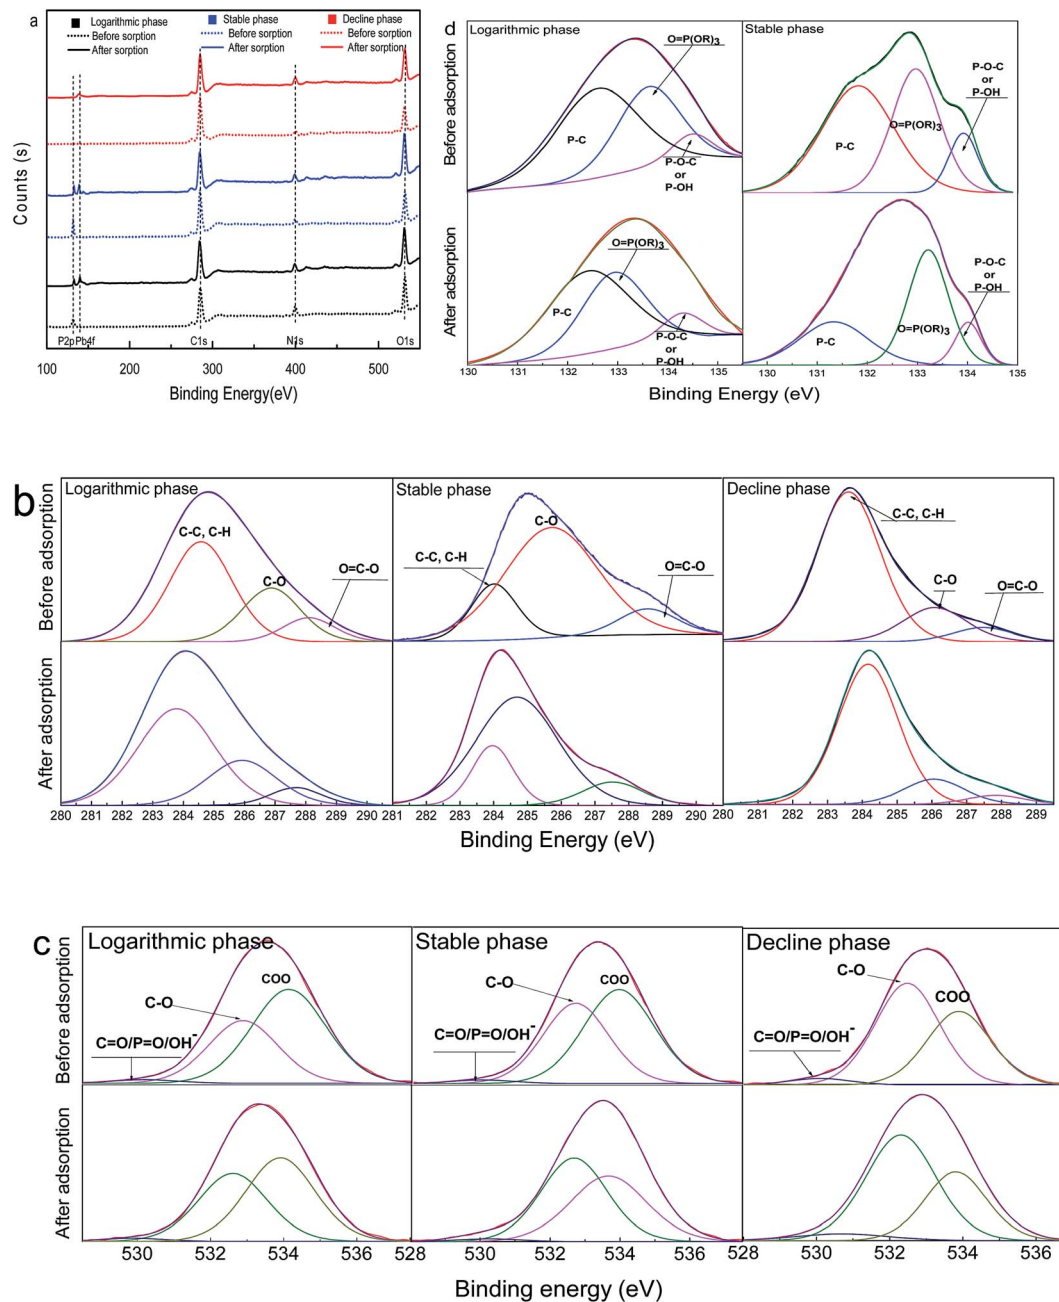 a
Logarithmic phase
Before sorption
After sorption
Stable phase
Before sorption
After sorption
Decline phase
Before sorption
After sorption
Counts (s)
P2p Pb4f C1s N1s O1s
100 200 300 400 500
Binding Energy(eV)
d
Logarithmic phase
Stable phase
Before adsorption
O=P(OR)3
P-C
P-O-C
or
P-OH
P-O-C
or
P-OH
O=P(OR)3
P-C
After adsorption
O=P(OR)3
P-C
P-O-C
or
P-OH
P-O-C
or
P-OH
O=P(OR)3
P-C
130 131 132 133 134 130 131 132 133 134 135
Binding Energy (eV)
b
Logarithmic phase
Stable phase
Decline phase
Before adsorption
C-C, C-H
C-O
O=C-O
C-C, C-H
C-O
O=C-O
C-C, C-H
C-O
O=C-O
After adsorption
280 281 282 283 284 285 286 287 288 289 290 280 282 284 286 288 290 280 281 282 283 284 285 286 287 288 289
Binding Energy (eV)
c
Logarithmic phase
Stable phase
Decline phase
Before adsorption
C=O/P=O/OH-
C-O
COO
C=O/P=O/OH-
C-O
COO
C=O/P=O/OH-
C-O
COO
After adsorption
530 532 534 536 528 530 532 534 528 530 532 534 536
Binding energy (eV)